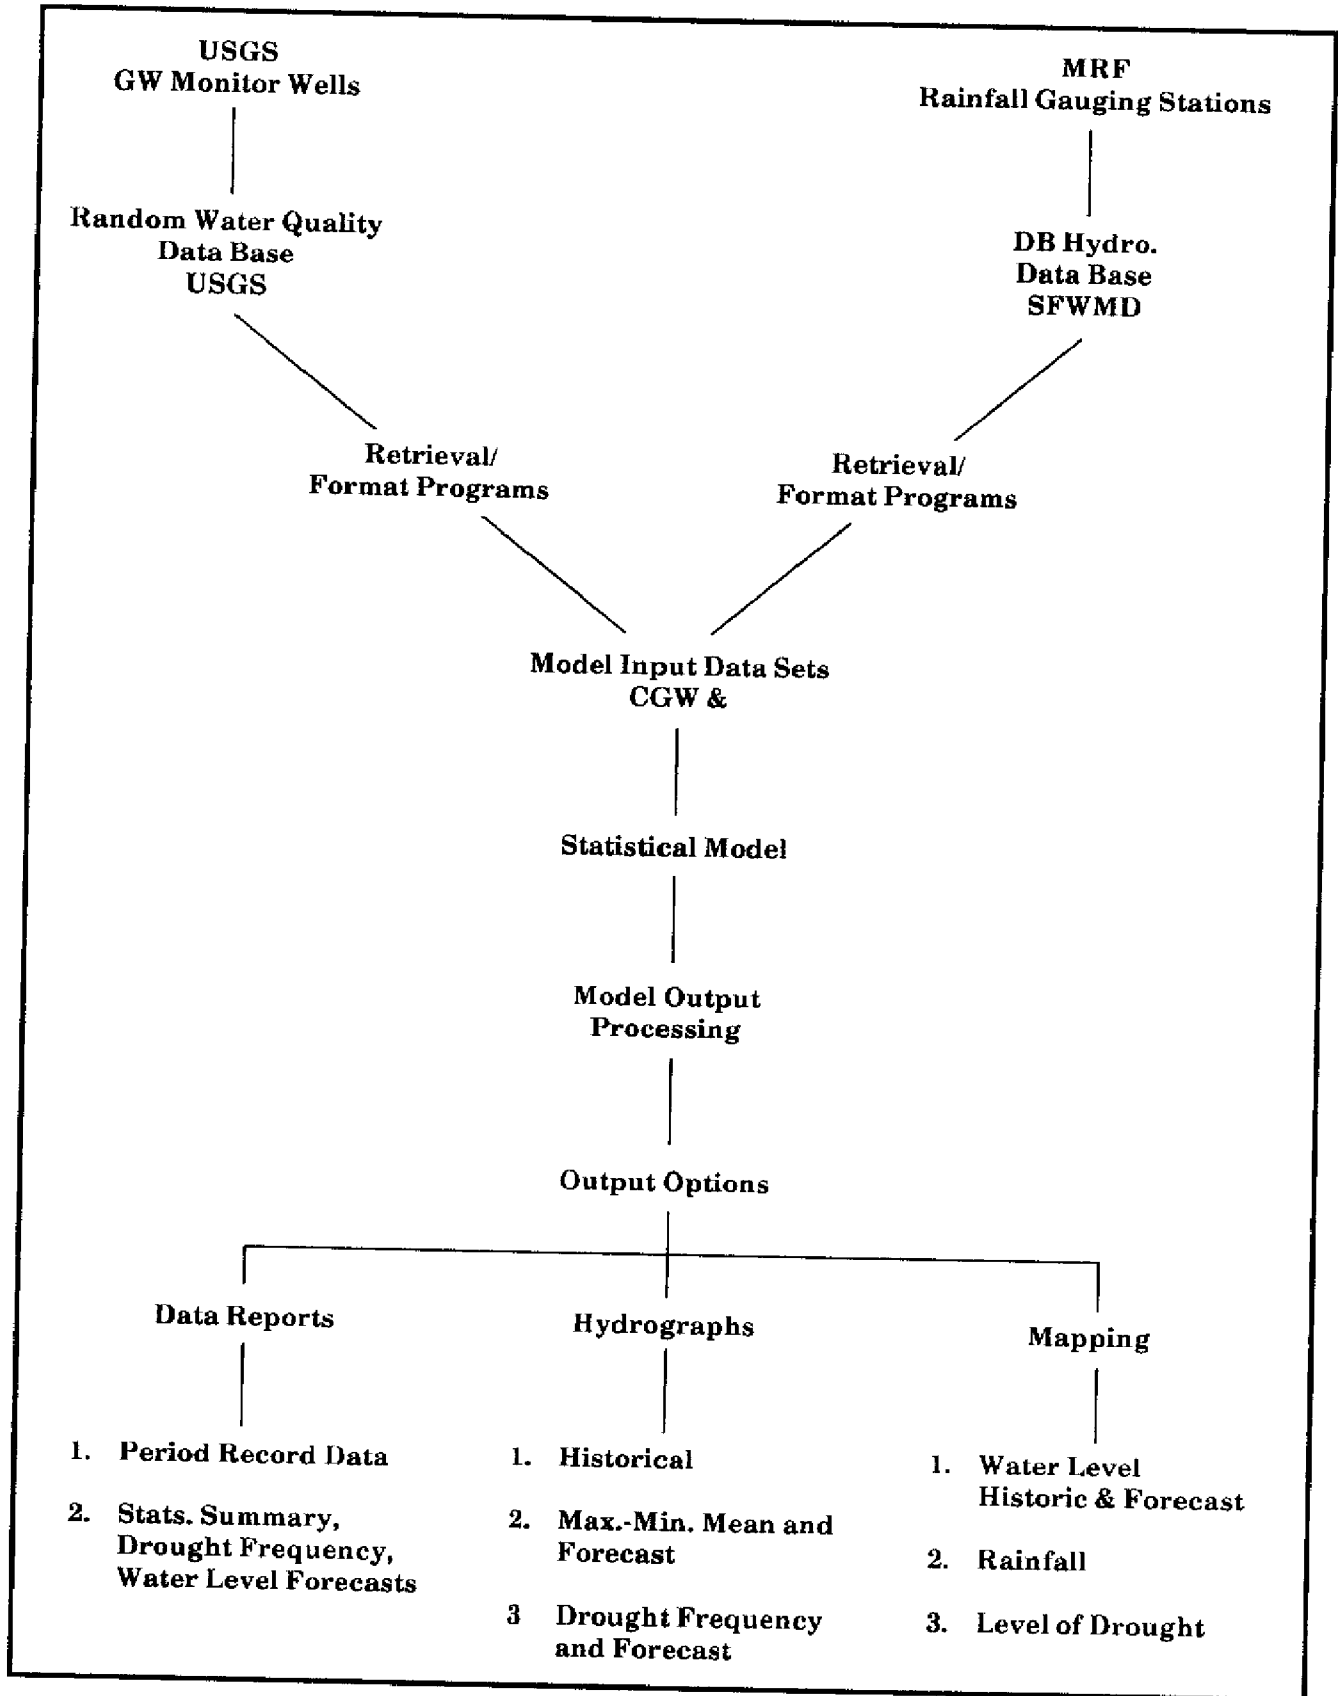 USGS
GW Monitor Wells
MRF
Rainfall Gauging Stations
Random Water Quality
Data Base
USGS
DB Hydro.
Data Base
SFWMD
Retrieval/
Format Programs
Retrieval/
Format Programs
Model Input Data Sets
CGW &
Statistical Model
Model Output
Processing
Output Options
Data Reports
Hydrographs
Mapping
1. Period Record Data
2. Stats. Summary,
Drought Frequency,
Water Level Forecasts
1. Historical
2. Max.-Min. Mean and
Forecast
3 Drought Frequency
and Forecast
1. Water Level
Historic & Forecast
2. Rainfall
3. Level of Drought